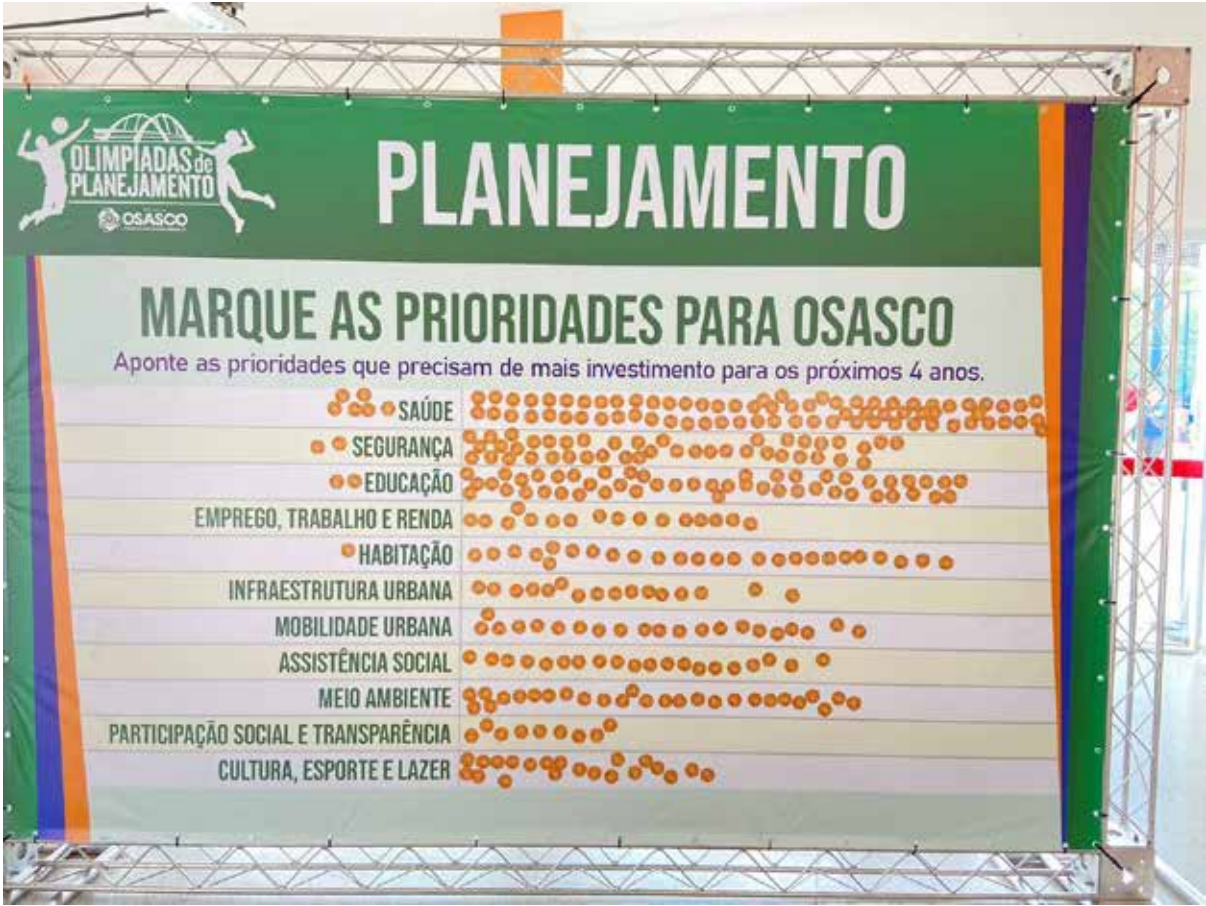 OLIMPÍADAS de
PLANEJAMENTO
OSASCO
PLANEJAMENTO
MARQUE AS PRIORIDADES PARA OSASCO
Aponte as prioridades que precisam de mais investimento para os próximos 4 anos.
SAÚDE
SEGURANÇA
EDUCAÇÃO
EMPREGO, TRABALHO E RENDA
HABITAÇÃO
INFRAESTRUTURA URBANA
MOBILIDADE URBANA
ASSISTÊNCIA SOCIAL
MEIO AMBIENTE
PARTICIPAÇÃO SOCIAL E TRANSPARÊNCIA
CULTURA, ESPORTE E LAZER